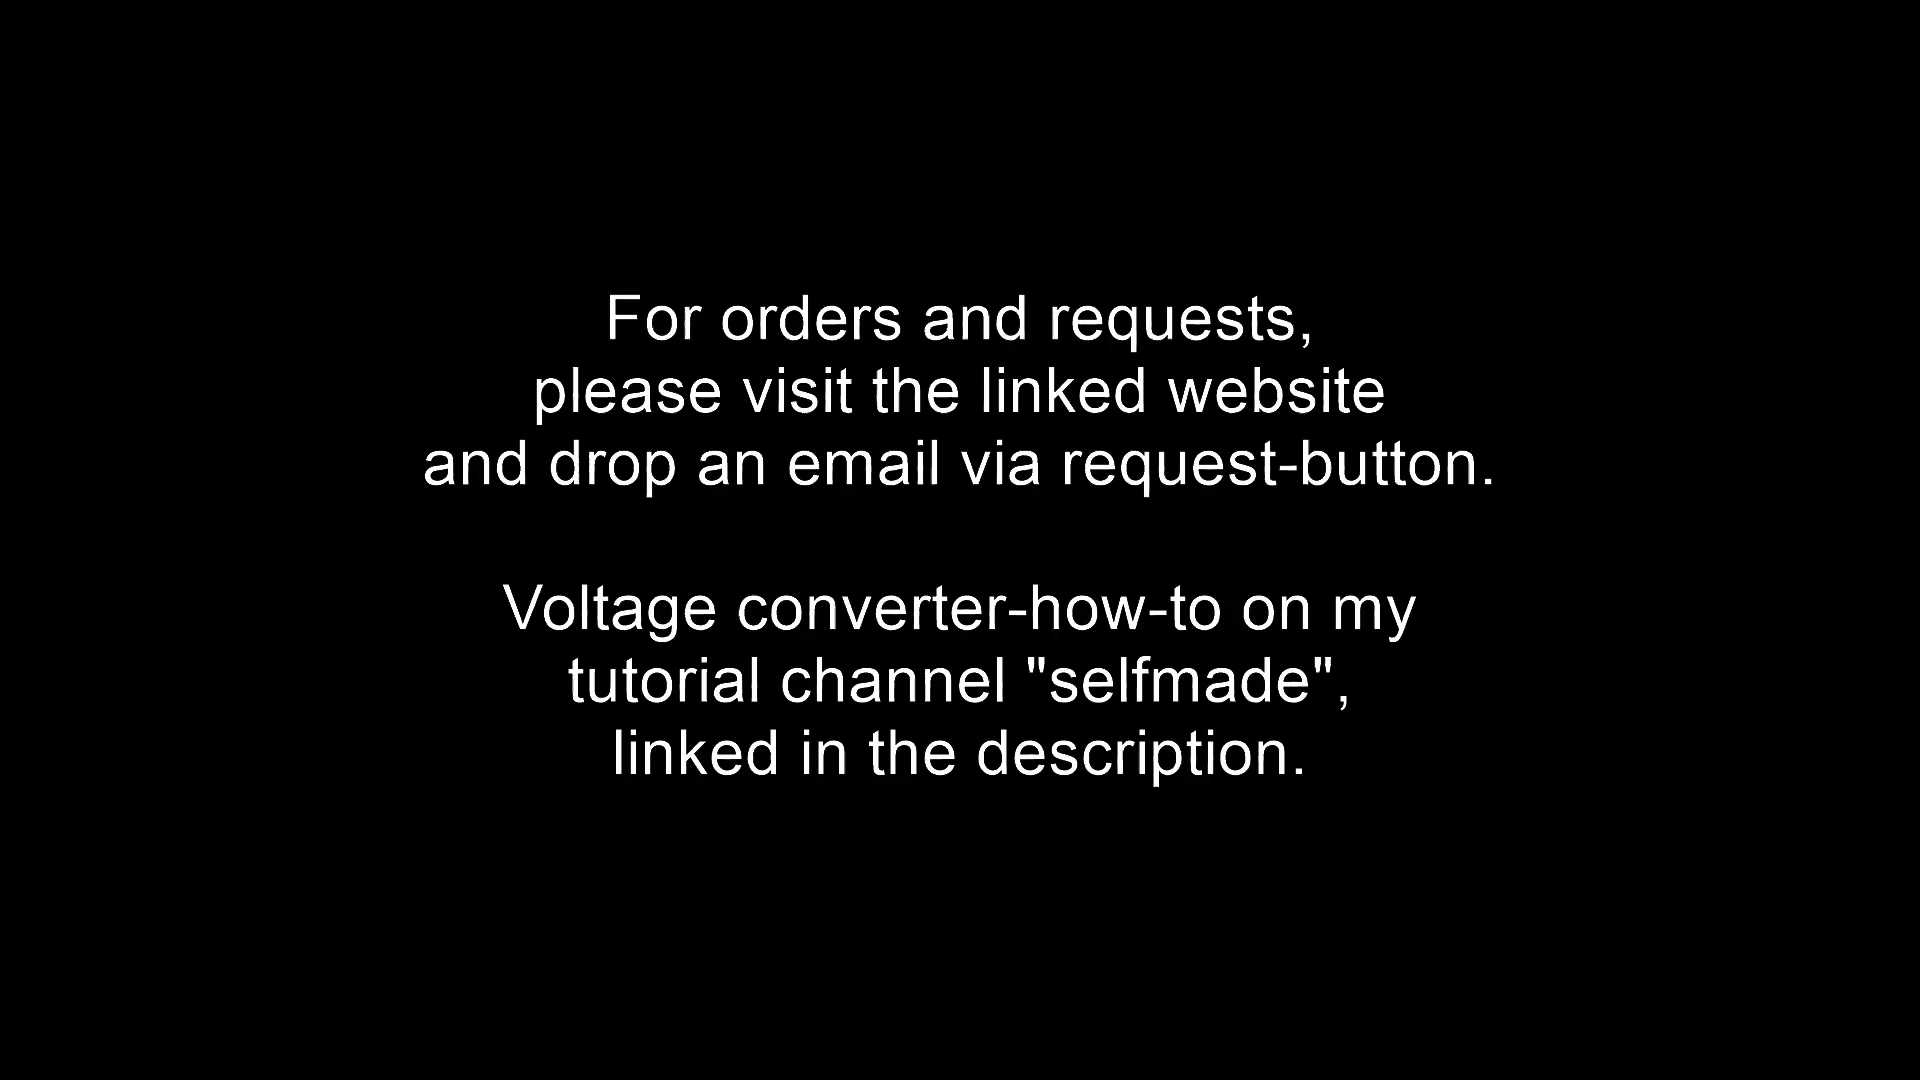 For orders and requests,
please visit the linked website
and drop an email via request-button.
Voltage converter-how-to on my
tutorial channel "selfmade",
linked in the description.